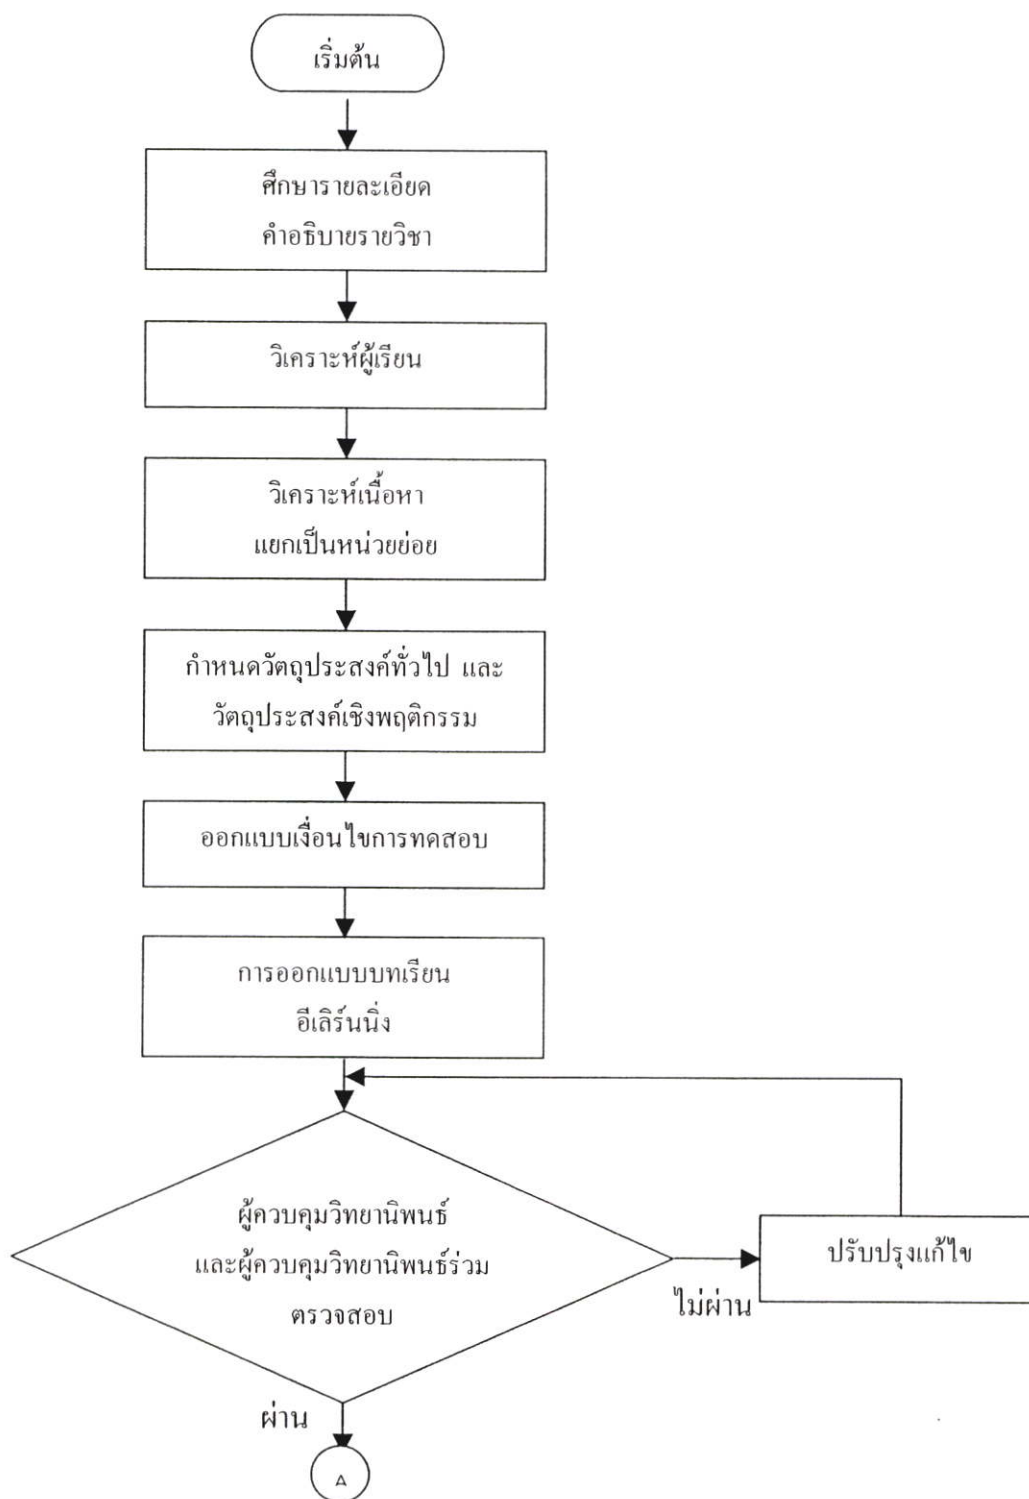 เริ่มต้น
ศึกษารายละเอียด
คำอธิบายรายวิชา
วิเคราะห์ผู้เรียน
วิเคราะห์เนื้อหา
แยกเป็นหน่วยย่อย
กำหนดวัตถุประสงค์ทั่วไป และ
วัตถุประสงค์เชิงพฤติกรรม
ออกแบบเงื่อนไขการทดสอบ
การออกแบบบทเรียน
อีเลิร์นนิ่ง
ผู้ควบคุมวิทยานิพนธ์
และผู้ควบคุมวิทยานิพนธ์ร่วม
ตรวจสอบ
ไม่ผ่าน
ปรับปรุงแก้ไข
ผ่าน
A